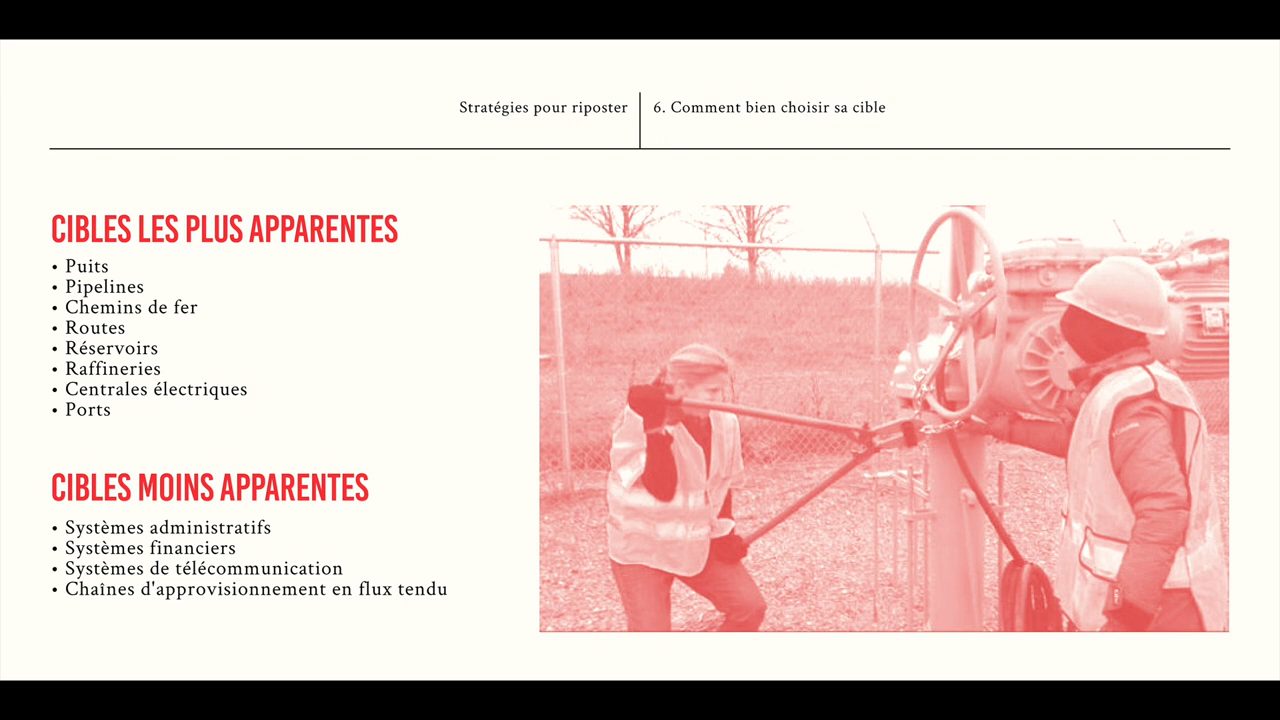 Stratégies pour riposter
6. Comment bien choisir sa cible
CIBLES LES PLUS APPARENTES
• Puits
• Pipelines
• Chemins de fer
• Routes
• Réservoirs
• Raffineries
• Centrales électriques
• Ports
CIBLES MOINS APPARENTES
• Systèmes administratifs
• Systèmes financiers
• Systèmes de télécommunication
• Chaînes d'approvisionnement en flux tendu